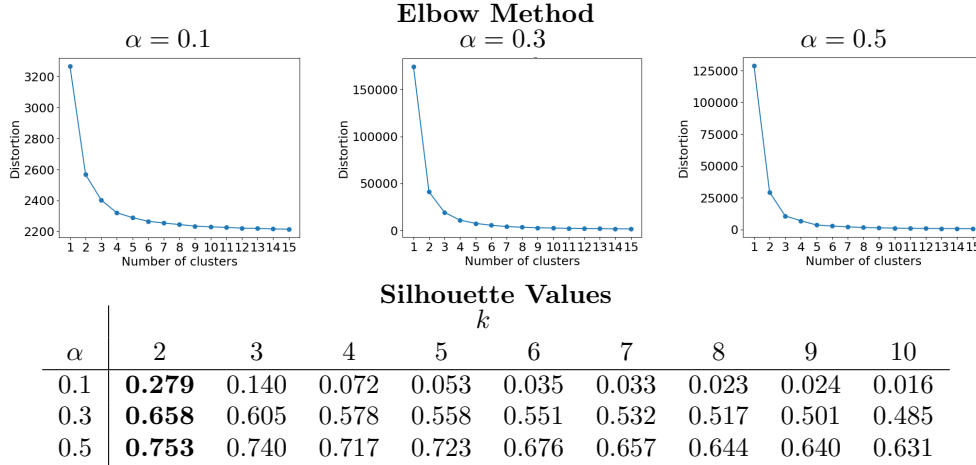 Elbow Method
α = 0.1
α = 0.3
α = 0.5
3200
3000
2800
2600
2400
2200
Distortion
1 2 3 4 5 6 7 8 9 10 11 12 13 14 15
Number of clusters
150000
100000
50000
0
Distortion
1 2 3 4 5 6 7 8 9 10 11 12 13 14 15
Number of clusters
125000
100000
75000
50000
25000
0
Distortion
1 2 3 4 5 6 7 8 9 10 11 12 13 14 15
Number of clusters
Silhouette Values
k
α 2 3 4 5 6 7 8 9 10
0.1 0.279 0.140 0.072 0.053 0.035 0.033 0.023 0.024 0.016
0.3 0.658 0.605 0.578 0.558 0.551 0.532 0.517 0.501 0.485
0.5 0.753 0.740 0.717 0.723 0.676 0.657 0.644 0.640 0.631